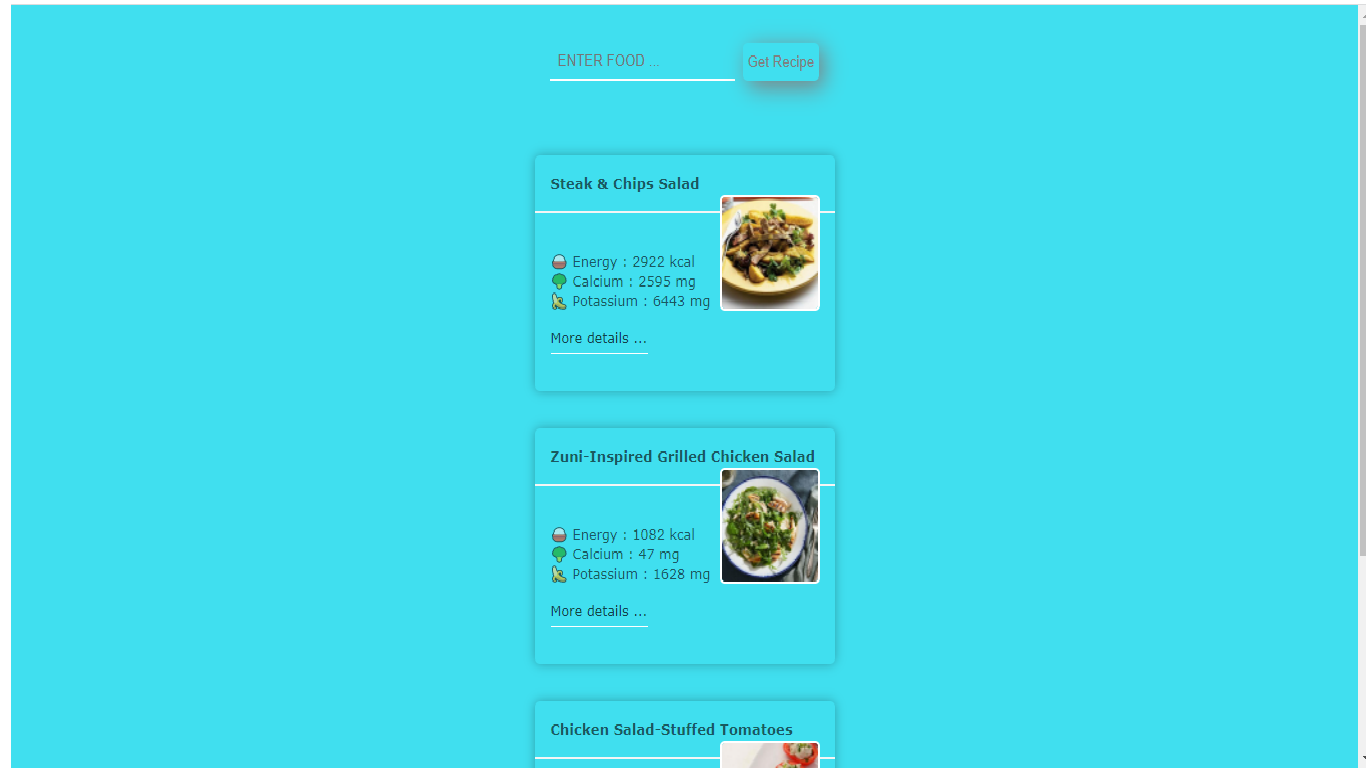 ENTER FOOD ...
Get Recipe
Steak & Chips Salad
Energy : 2922 kcal
Calcium : 2595 mg
Potassium : 6443 mg
More details ...
Zuni-Inspired Grilled Chicken Salad
Energy : 1082 kcal
Calcium : 47 mg
Potassium : 1628 mg
More details ...
Chicken Salad-Stuffed Tomatoes